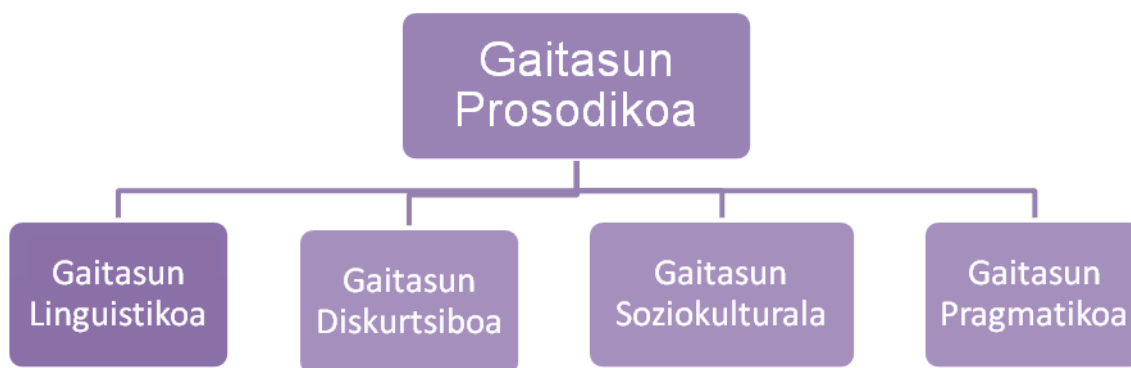 Gaitasun
Prosodikoa
Gaitasun
Linguistikoa
Gaitasun
Diskurtsiboa
Gaitasun
Soziokulturala
Gaitasun
Pragmatikoa